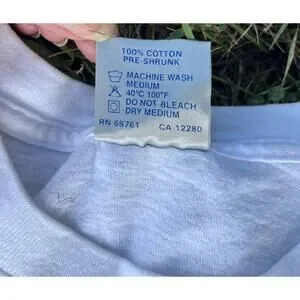 100% COTTON
PRE-SHRUNK
MACHINE WASH
MEDIUM
40°C 100°F
DO NOT BLEACH
DRY MEDIUM
RN 69761 CA 12280